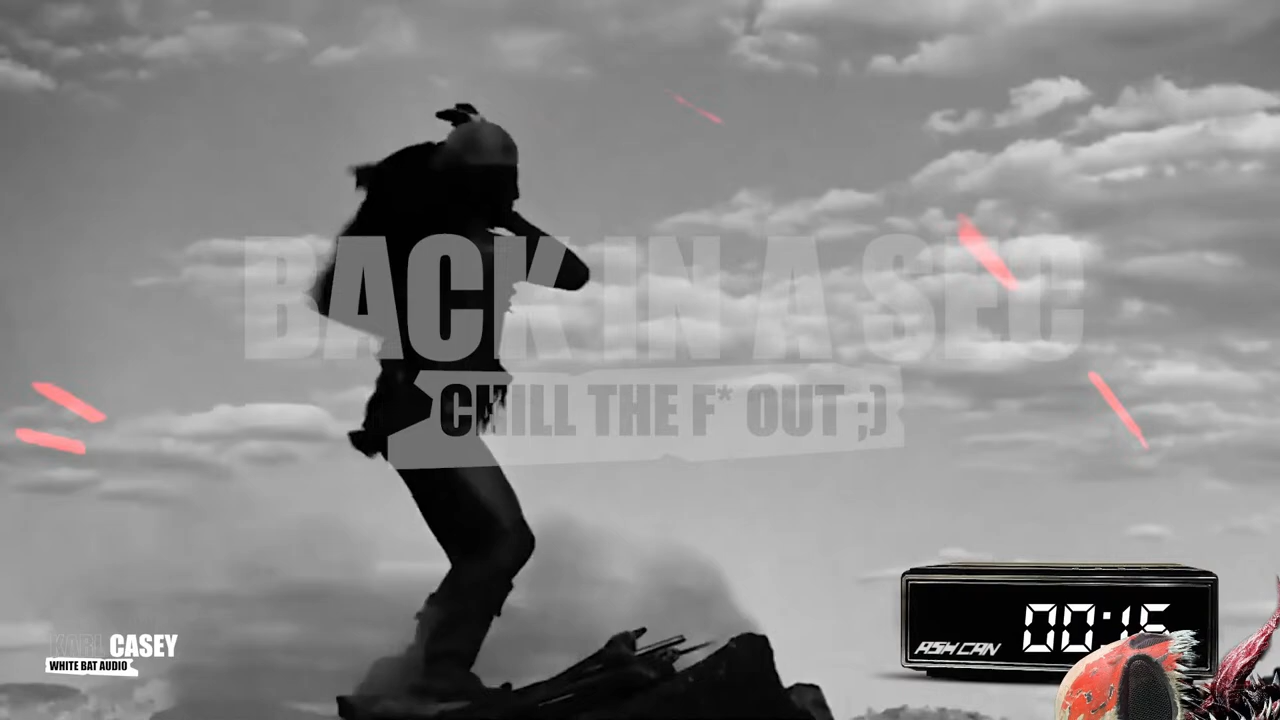 BACK IN A SEC
CHILL THE F* OUT ;)
KARL CASEY
WHITE BAT AUDIO
ASH CAN
00:15